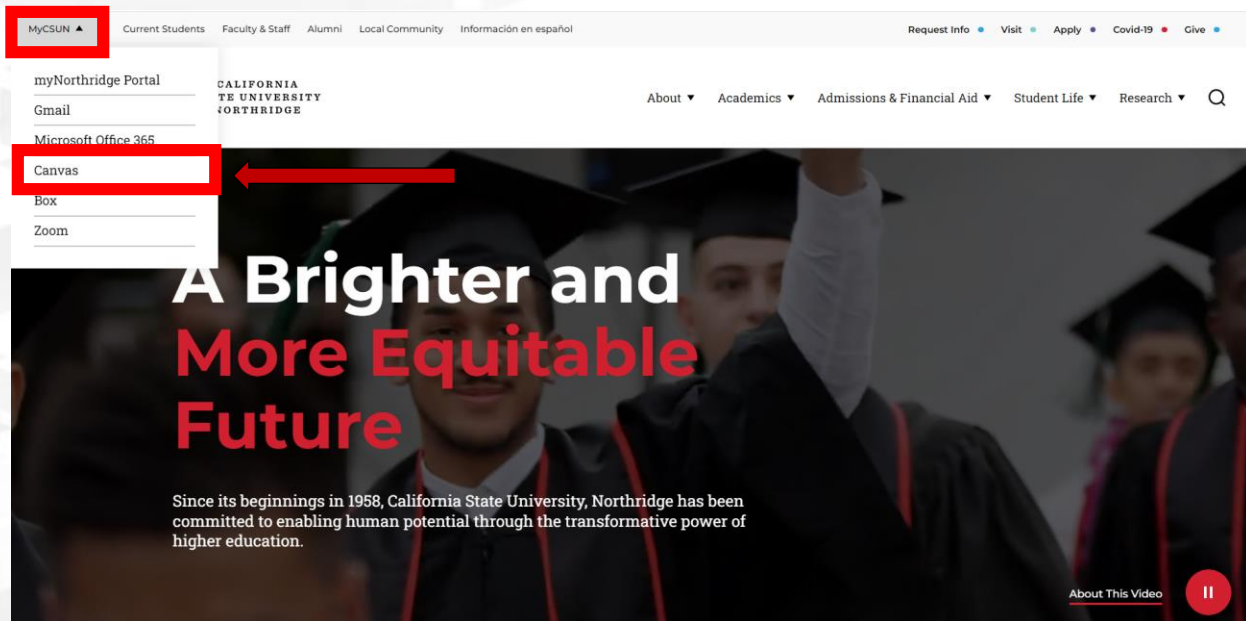 MyCSUN ▲ Current Students Faculty & Staff Alumni Local Community Información en español Request Info Visit Apply Covid-19 Give
myNorthridge Portal
Gmail
Microsoft Office 365
Canvas
Box
Zoom
CALIFORNIA
TE UNIVERSITY
NORTHRIDGE
About ▼ Academics ▼ Admissions & Financial Aid ▼ Student Life ▼ Research ▼
A Brighter and
More Equitable
Future
Since its beginnings in 1958, California State University, Northridge has been
committed to enabling human potential through the transformative power of
higher education.
About This Video